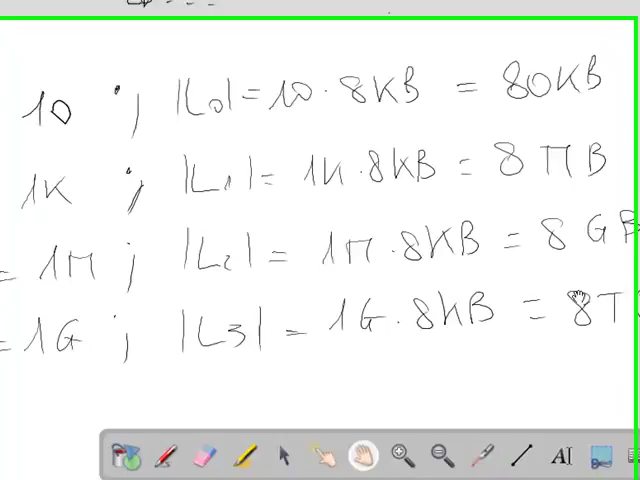 10 ; |L0| = 10 · 8KB = 80KB
1K ; |L1| = 1K · 8KB = 8MB
= 1M ; |L2| = 1M · 8KB = 8 GB
= 1G ; |L3| = 1G · 8KB = 8T
AI